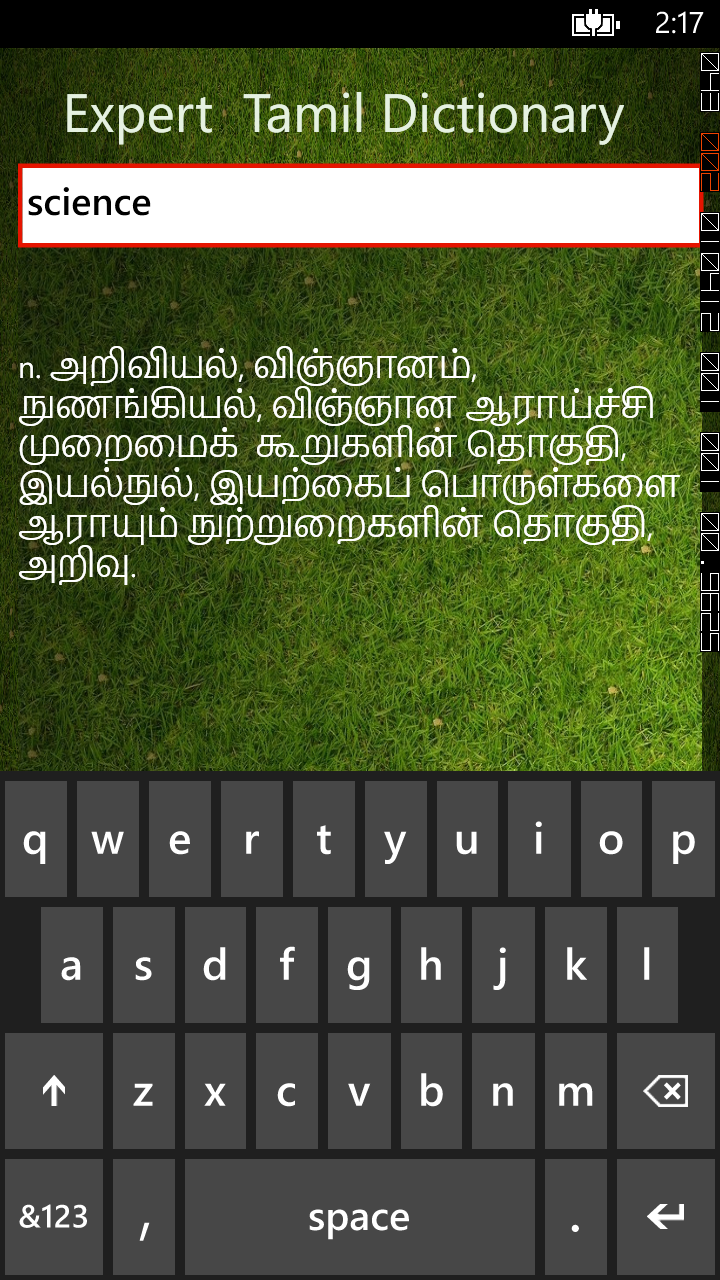 2:17
Expert Tamil Dictionary
science
n. அறிவியல், விஞ்ஞானம்,
நுணங்கியல், விஞ்ஞான ஆராய்ச்சி
முறைமைக் கூறுகளின் தொகுதி,
இயல்நுல், இயற்கைப் பொருள்களை
ஆராயும் நுற்றுறைகளின் தொகுதி,
அறிவு.
q w e r t y u i o p
a s d f g h j k l
z x c v b n m
&123 , space .